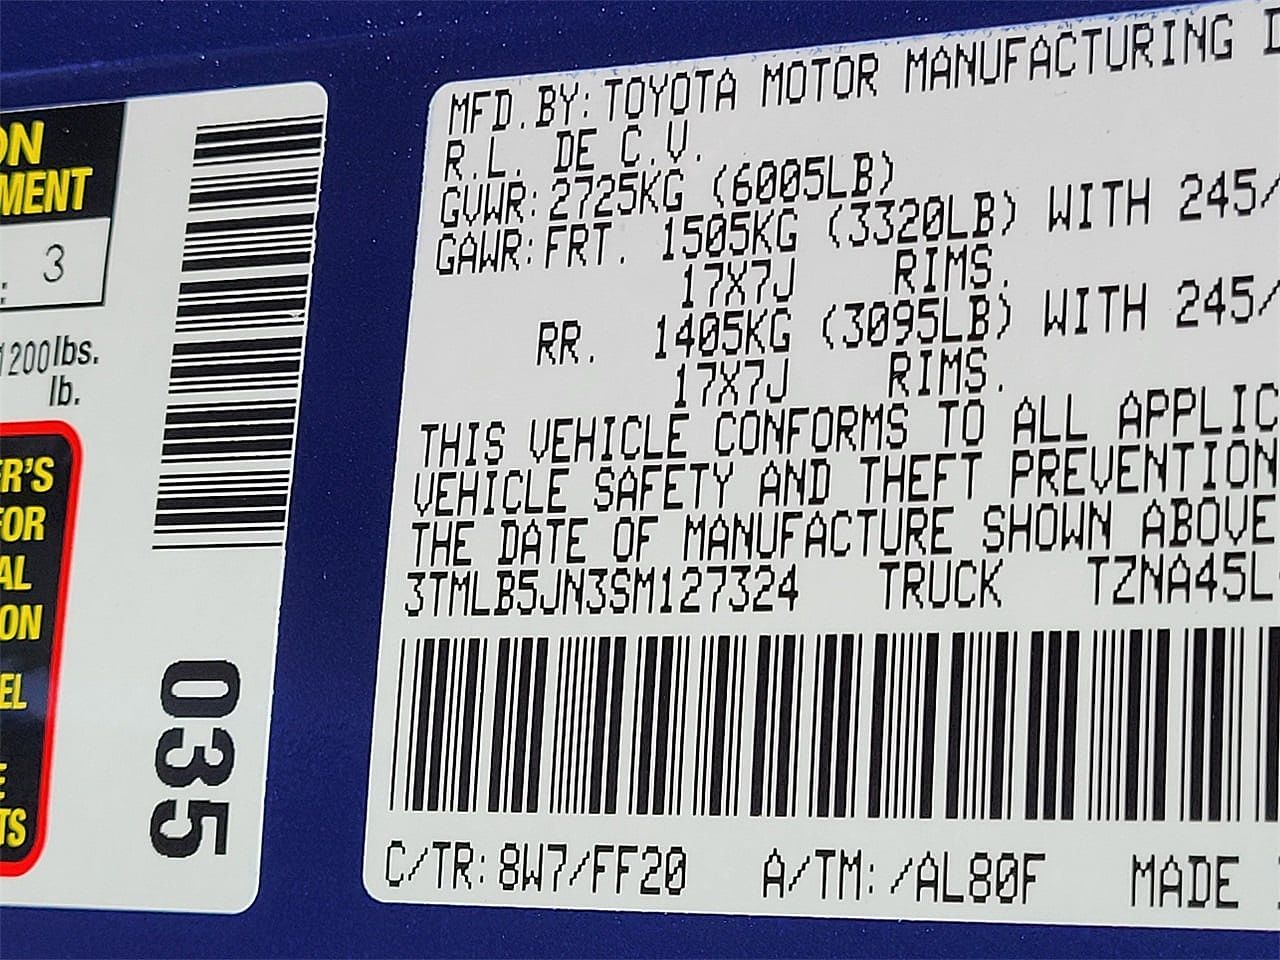 ON
MENT
: 3
1200lbs.
lb.
ER'S
FOR
AL
ON
EL
E
TS
035
MFD.BY:TOYOTA MOTOR MANUFACTURING D
R.L. DE C.V.
GVWR:2725KG (6005LB)
GAWR:FRT. 1505KG (3320LB) WITH 245/
17X7J RIMS.
RR. 1405KG (3095LB) WITH 245/
17X7J RIMS.
THIS VEHICLE CONFORMS TO ALL APPLIC
VEHICLE SAFETY AND THEFT PREVENTION
THE DATE OF MANUFACTURE SHOWN ABOVE
3TMLB5JN3SM127324 TRUCK TZNA45L
C/TR:8W7/FF20 A/TM:/AL80F MADE